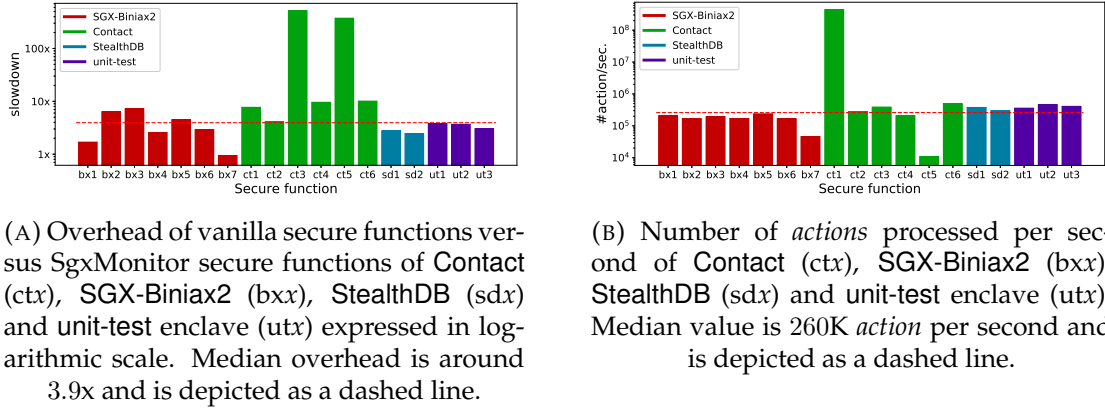 SGX-Biniax2
Contact
StealthDB
unit-test
100x
10x
1x
slowdown
bx1 bx2 bx3 bx4 bx5 bx6 bx7 ct1 ct2 ct3 ct4 ct5 ct6 sd1 sd2 ut1 ut2 ut3
Secure function
(A) Overhead of vanilla secure functions ver-
sus SgxMonitor secure functions of Contact
(ctx), SGX-Biniax2 (bxx), StealthDB (sdx)
and unit-test enclave (utx) expressed in log-
arithmic scale. Median overhead is around
3.9x and is depicted as a dashed line.
SGX-Biniax2
Contact
StealthDB
unit-test
10^8
10^7
10^6
10^5
10^4
#action/sec.
bx1 bx2 bx3 bx4 bx5 bx6 bx7 ct1 ct2 ct3 ct4 ct5 ct6 sd1 sd2 ut1 ut2 ut3
Secure function
(B) Number of actions processed per sec-
ond of Contact (ctx), SGX-Biniax2 (bxx)
StealthDB (sdx) and unit-test enclave (utx)
Median value is 260K action per second and
is depicted as a dashed line.